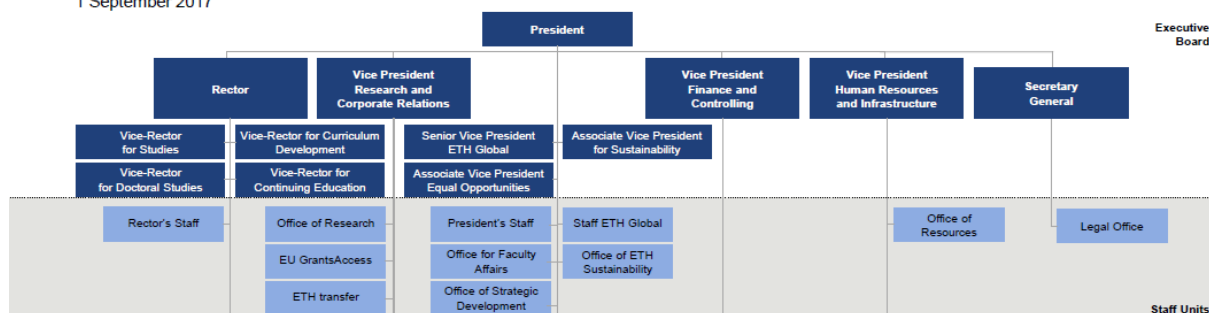 1 September 2017
President
Executive
Board
Rector
Vice President
Research and
Corporate Relations
Vice President
Finance and
Controlling
Vice President
Human Resources
and Infrastructure
Secretary
General
Vice-Rector
for Studies
Vice-Rector for Curriculum
Development
Senior Vice President
ETH Global
Associate Vice President
for Sustainability
Vice-Rector
for Doctoral Studies
Vice-Rector for
Continuing Education
Associate Vice President
Equal Opportunities
Rector's Staff
Office of Research
President's Staff
Staff ETH Global
Office of
Resources
Legal Office
EU GrantsAccess
Office for Faculty
Affairs
Office of ETH
Sustainability
ETH transfer
Office of Strategic
Development
Staff Units